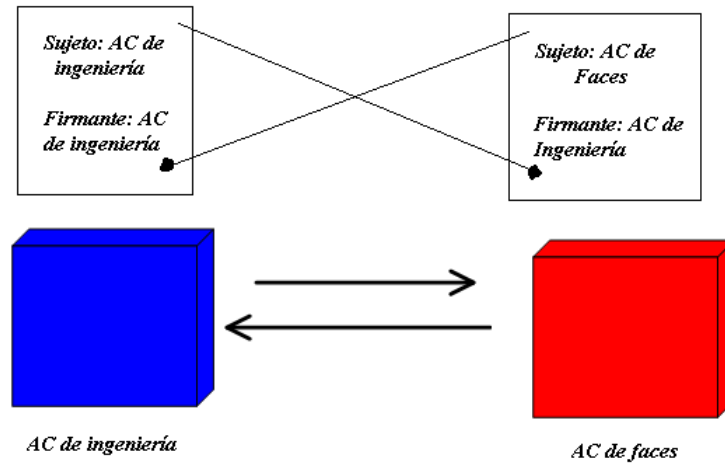 Sujeto: AC de
ingeniería
Firmante: AC
de ingeniería
Sujeto: AC de
Faces
Firmante: AC de
Ingeniería
AC de ingeniería
AC de faces